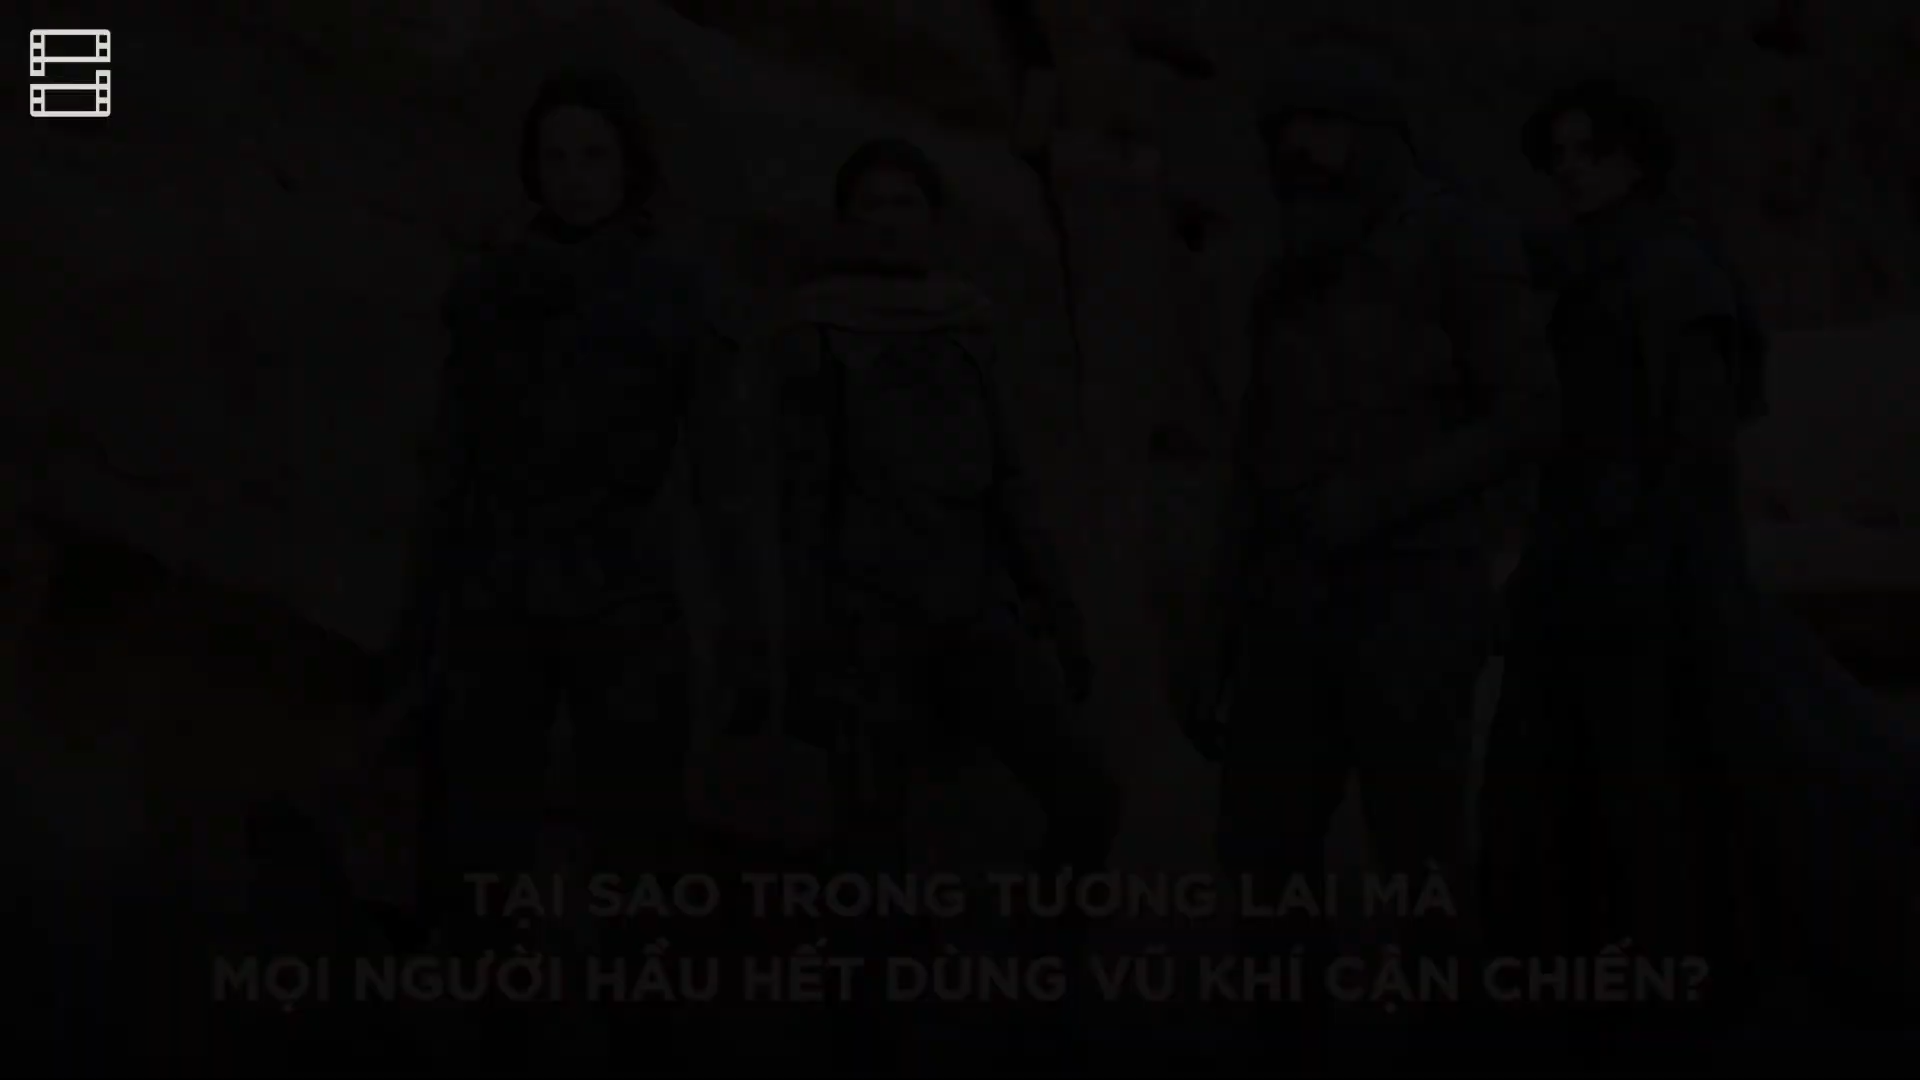 TẠI SAO TRONG TƯƠNG LAI MÀ
MỌI NGƯỜI HẦU HẾT DÙNG VŨ KHÍ CẬN CHIẾN?